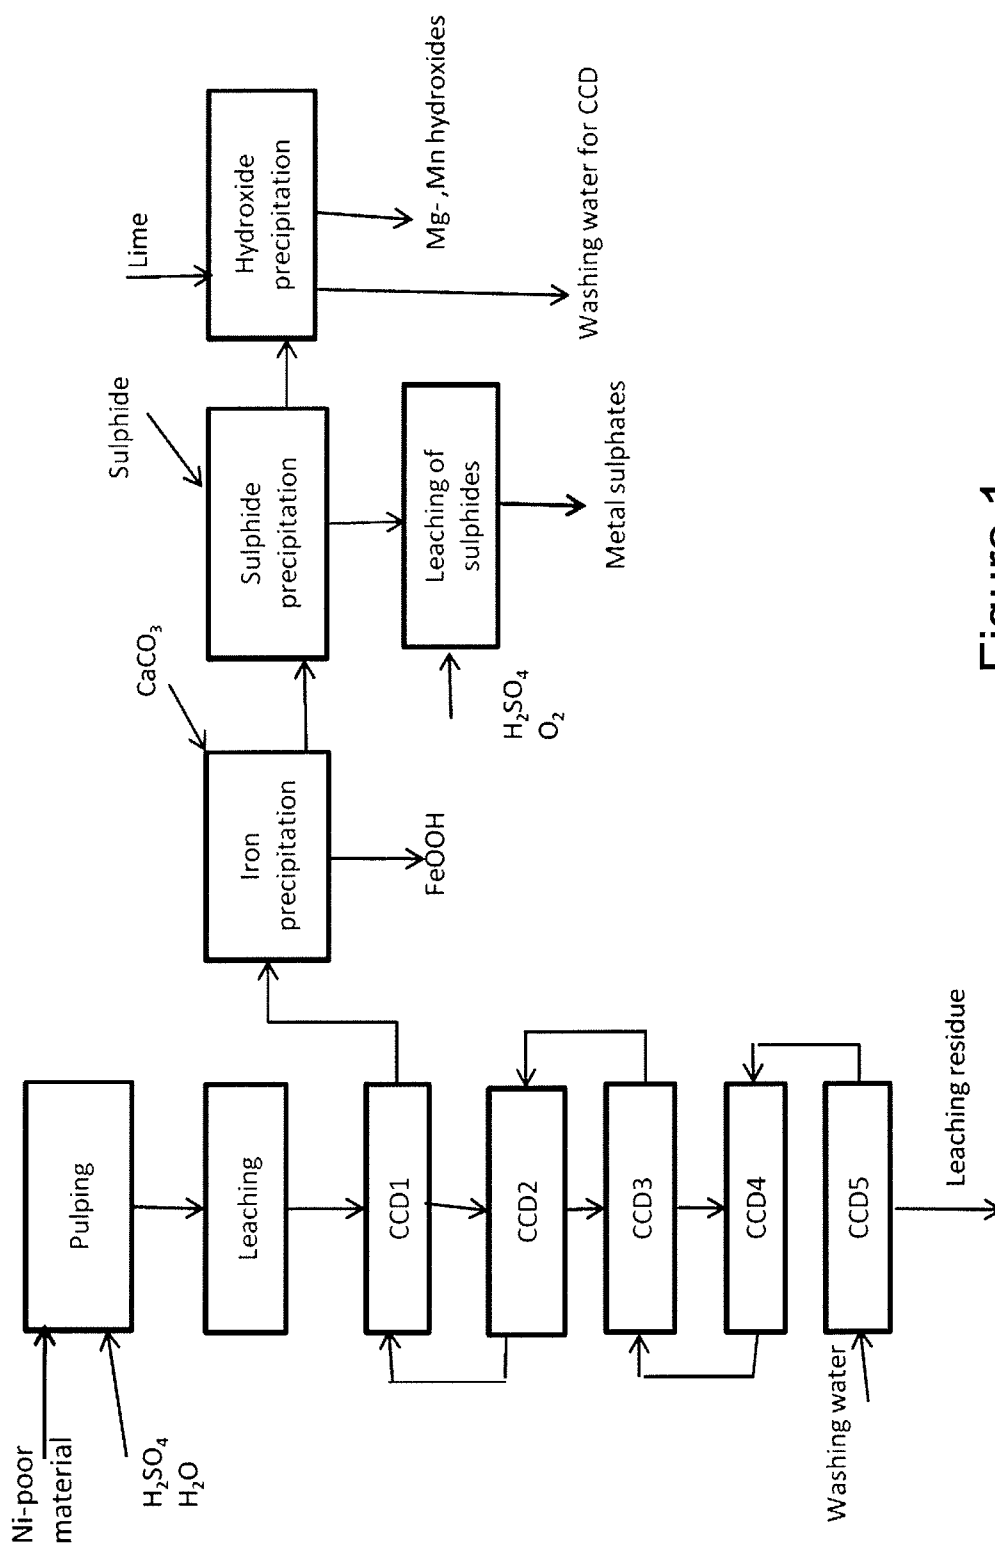 Ni-poor
material
H₂SO₄
H₂O
Pulping
Leaching
CCD1
CCD2
CCD3
CCD4
CCD5
Washing water
Leaching residue
Iron
precipitation
CaCO₃
FeOOH
Sulphide
precipitation
Sulphide
Leaching of
sulphides
H₂SO₄
O₂
Metal sulphates
Hydroxide
precipitation
Lime
Mg- ,Mn hydroxides
Washing water for CCD
Figure 1